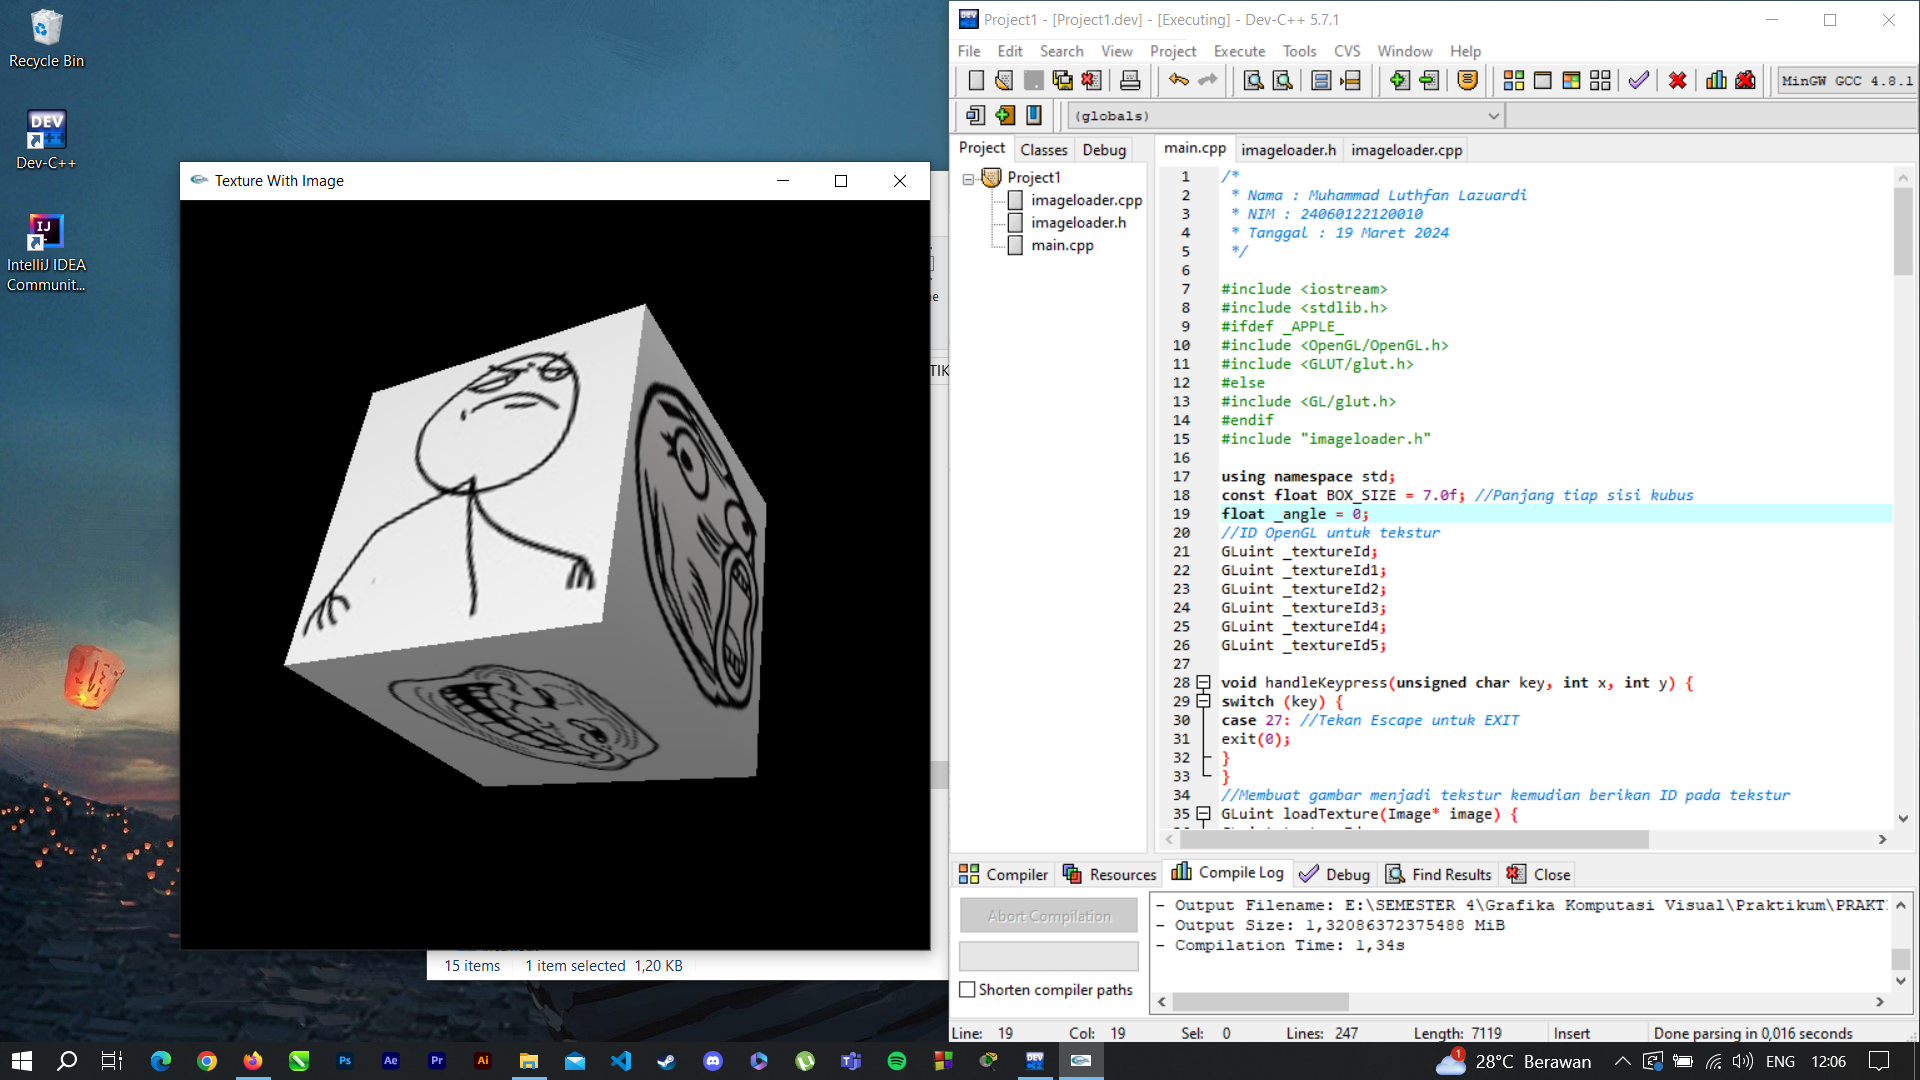 Recycle Bin
DEV
Dev-C++
IJ
IntelliJ IDEA
Communit...
Texture With Image
TIK
15 items
1 item selected 1,20 KB
Project1 - [Project1.dev] - [Executing] - Dev-C++ 5.7.1
File Edit Search View Project Execute Tools CVS Window Help
MinGW GCC 4.8.1
(globals)
Project Classes Debug
main.cpp imageloader.h imageloader.cpp
Project1
imageloader.cpp
imageloader.h
main.cpp
1 /*
2 * Nama : Muhammad Luthfan Lazuardi
3 * NIM : 24060122120010
4 * Tanggal : 19 Maret 2024
5 */
6
7 #include <iostream>
8 #include <stdlib.h>
9 #ifdef _APPLE_
10 #include <OpenGL/OpenGL.h>
11 #include <GLUT/glut.h>
12 #else
13 #include <GL/glut.h>
14 #endif
15 #include "imageloader.h"
16
17 using namespace std;
18 const float BOX_SIZE = 7.0f; //Panjang tiap sisi kubus
19 float _angle = 0;
20 //ID OpenGL untuk tekstur
21 GLuint _textureId;
22 GLuint _textureId1;
23 GLuint _textureId2;
24 GLuint _textureId3;
25 GLuint _textureId4;
26 GLuint _textureId5;
27
28 void handleKeypress(unsigned char key, int x, int y) {
29 switch (key) {
30 case 27: //Tekan Escape untuk EXIT
31 exit(0);
32 }
33 }
34 //Membuat gambar menjadi tekstur kemudian berikan ID pada tekstur
35 GLuint loadTexture(Image* image) {
Compiler Resources Compile Log Debug Find Results Close
Abort Compilation
Shorten compiler paths
- Output Filename: E:\SEMESTER 4\Grafika Komputasi Visual\Praktikum\PRAKT
- Output Size: 1,32086372375488 MiB
- Compilation Time: 1,34s
Line: 19 Col: 19 Sel: 0 Lines: 247 Length: 7119 Insert Done parsing in 0,016 seconds
Ps Ae Pr Ai DEV
1 28°C Berawan ENG 12:06